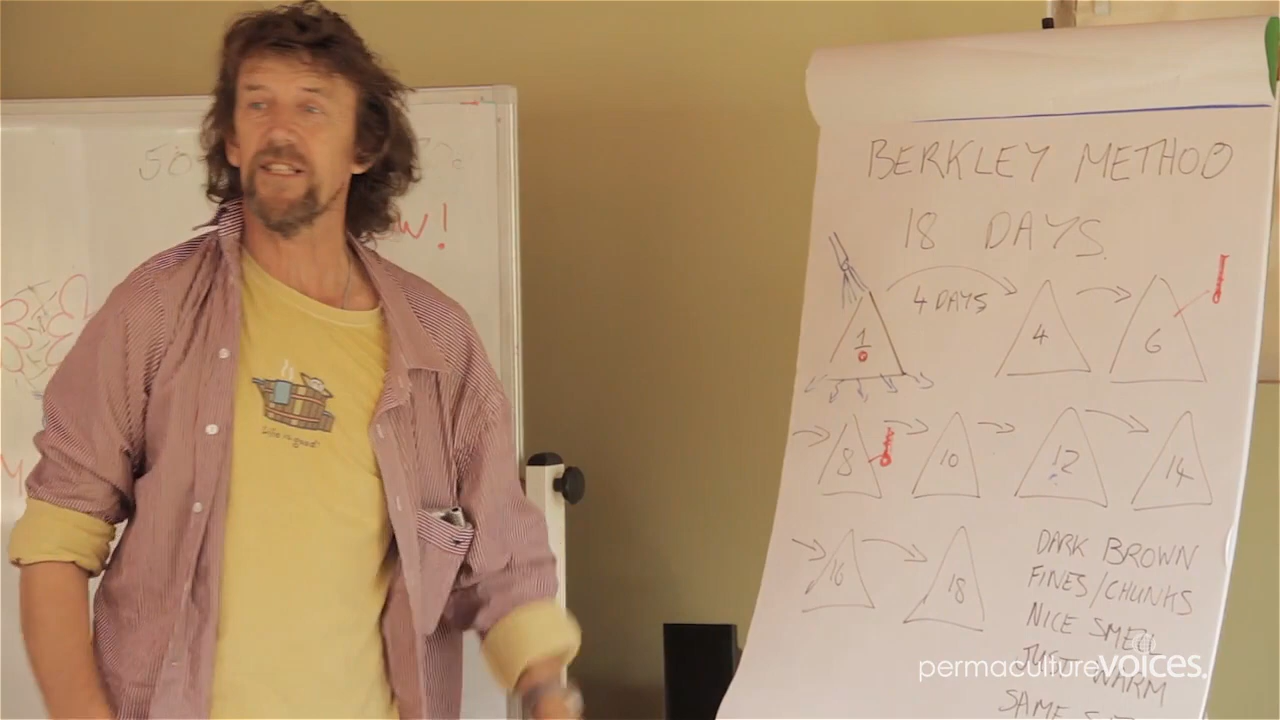 BERKLEY METHOD
18 DAYS.
4 DAYS
1 4 6
8 10 12 14
16 18
DARK BROWN
FINES/CHUNKS
NICE SMELL
JUST WARM
SAME
Life is good
permaculturevoices.